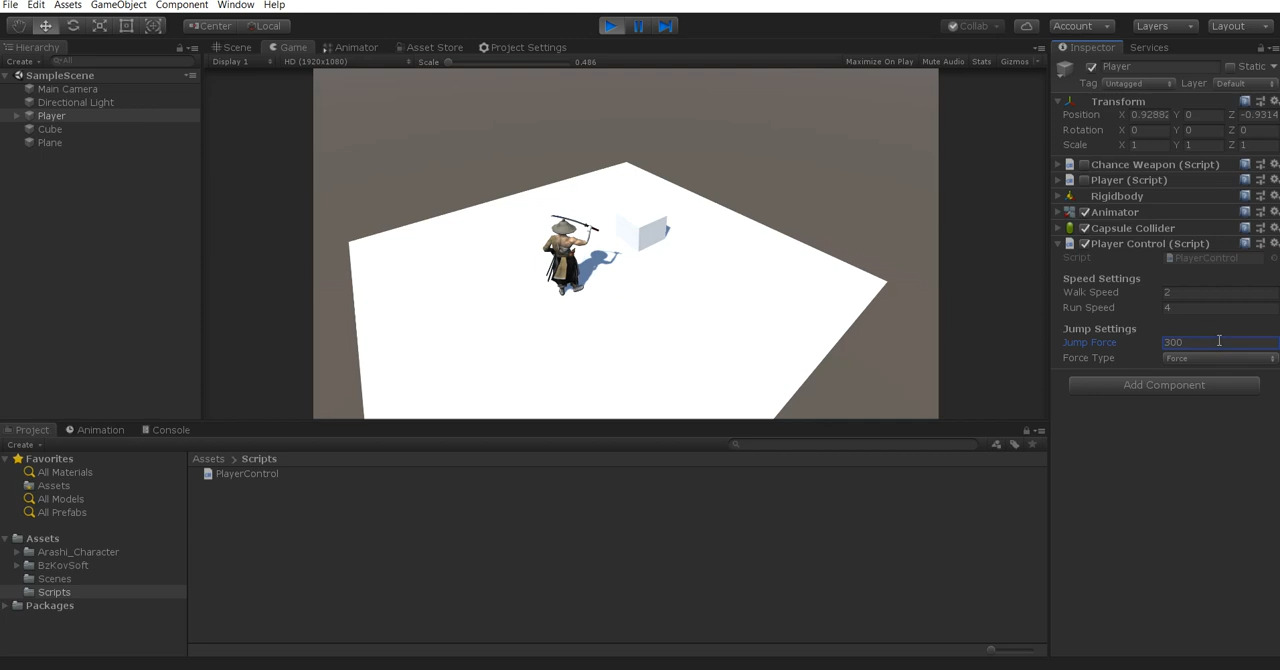 File Edit Assets GameObject Component Window Help
Center Local Collab Account Layers Layout
Hierarchy Scene Game Animator Asset Store Project Settings Inspector Services
Create All Display 1 HD (1920x1080) Scale 0.486 Maximize On Play Mute Audio Stats Gizmos Player Static
SampleScene
Tag Untagged Layer Default
Main Camera
Directional Light Transform
Player Position X 0.92882 Y 0 Z -0.9314
Cube Rotation X 0 Y 0 Z 0
Plane Scale X 1 Y 1 Z 1
Chance Weapon (Script)
Player (Script)
Rigidbody
Animator
Capsule Collider
Player Control (Script)
Script PlayerControl
Speed Settings
Walk Speed 2
Run Speed 4
Jump Settings
Jump Force 300
Force Type Force
Add Component
Project Animation Console
Create
Favorites Assets > Scripts
All Materials PlayerControl
Assets
All Models
All Prefabs
Assets
Arashi_Character
BzKovSoft
Scenes
Scripts
Packages